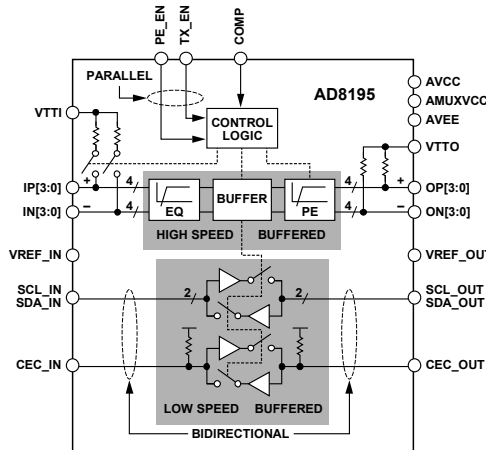 PE_EN
TX_EN
COMP
PARALLEL
AD8195
AVCC
AMUXVCC
AVEE
VTTI
CONTROL
LOGIC
VTTO
IP[3:0]
+
4
4
+
OP[3:0]
IN[3:0]
−
4
EQ
BUFFER
PE
4
−
ON[3:0]
HIGH SPEED
BUFFERED
VREF_IN
VREF_OUT
SCL_IN
SDA_IN
2
2
SCL_OUT
SDA_OUT
CEC_IN
CEC_OUT
LOW SPEED
BUFFERED
BIDIRECTIONAL